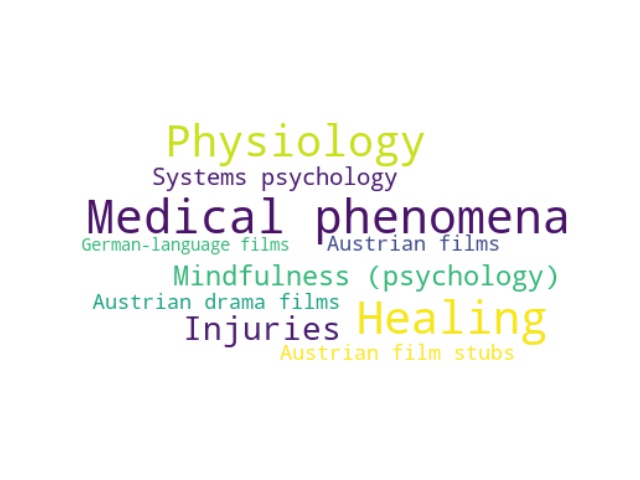 Physiology
Systems psychology
Medical phenomena
German-language films
Austrian films
Mindfulness (psychology)
Austrian drama films
Injuries
Healing
Austrian film stubs